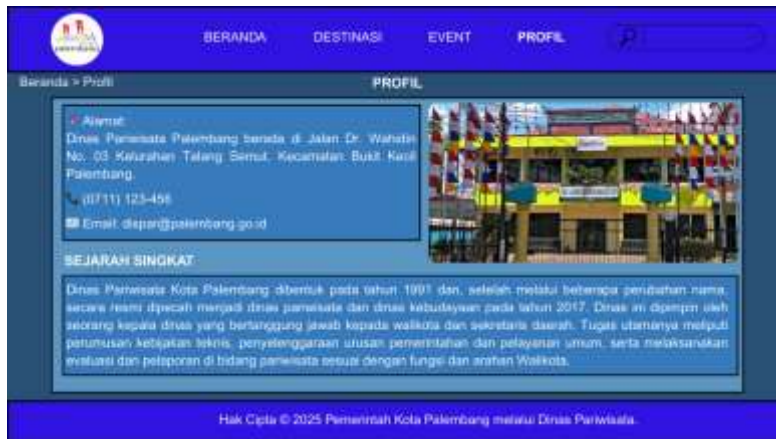 BERANDA DESTINASI EVENT PROFIL
Beranda > Profil
PROFIL
Alamat:
Dinas Pariwisata Palembang berada di Jalan Dr. Wahidin
No. 03 Kelurahan Talang Semut, Kecamatan Bukit Kecil
Palembang.
(0711) 123-456
Email: dispar@palembang.go.id
SEJARAH SINGKAT
Dinas Pariwisata Kota Palembang dibentuk pada tahun 1991 dan, setelah melalui beberapa perubahan nama,
secara resmi dipecah menjadi dinas pariwisata dan dinas kebudayaan pada tahun 2017. Dinas ini dipimpin oleh
seorang kepala dinas yang bertanggung jawab kepada walikota dan sekretaris daerah. Tugas utamanya meliputi
perumusan kebijakan teknis, penyelenggaraan urusan pemerintahan dan pelayanan umum, serta melaksanakan
evaluasi dan pelaporan di bidang pariwisata sesuai dengan fungsi dan arahan Walikota.
Hak Cipta © 2025 Pemerintah Kota Palembang melalui Dinas Pariwisata.